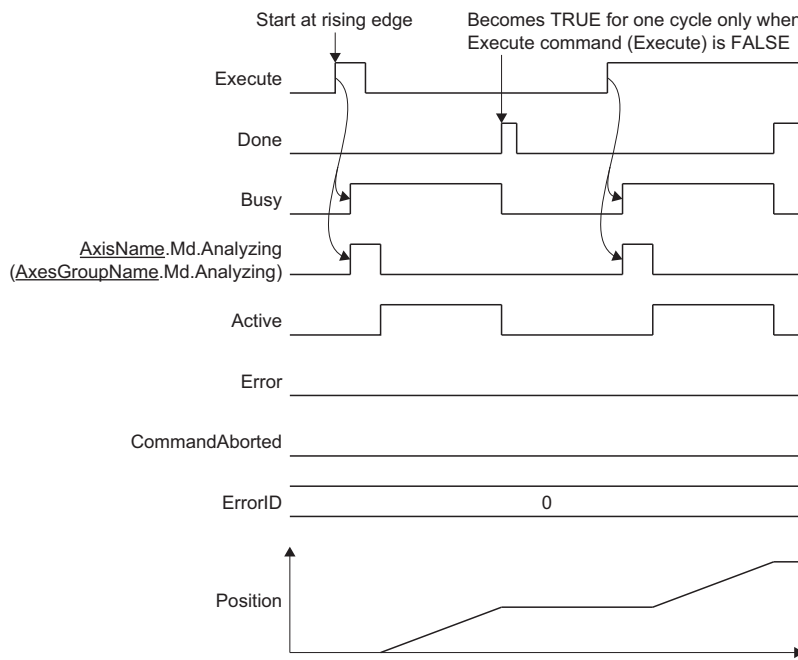 Start at rising edge
Becomes TRUE for one cycle only when
Execute command (Execute) is FALSE
Execute
Done
Busy
AxisName.Md.Analyzing
(AxesGroupName.Md.Analyzing)
Active
Error
CommandAborted
ErrorID
0
Position